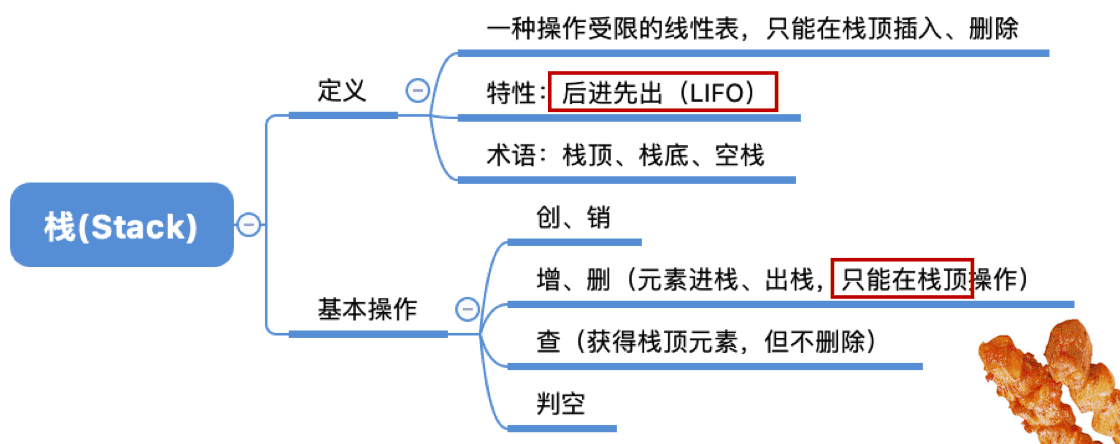 一种操作受限的线性表，只能在栈顶插入、删除
定义
特性：后进先出（LIFO）
术语：栈顶、栈底、空栈
栈(Stack)
创、销
增、删（元素进栈、出栈，只能在栈顶操作）
基本操作
查（获得栈顶元素，但不删除）
判空